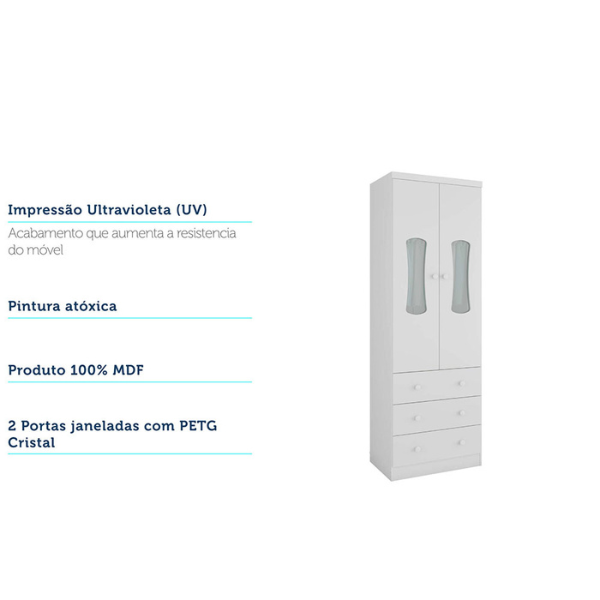 Impressão Ultravioleta (UV)
Acabamento que aumenta a resistencia
do móvel
Pintura atóxica
Produto 100% MDF
2 Portas janeladas com PETG
Cristal